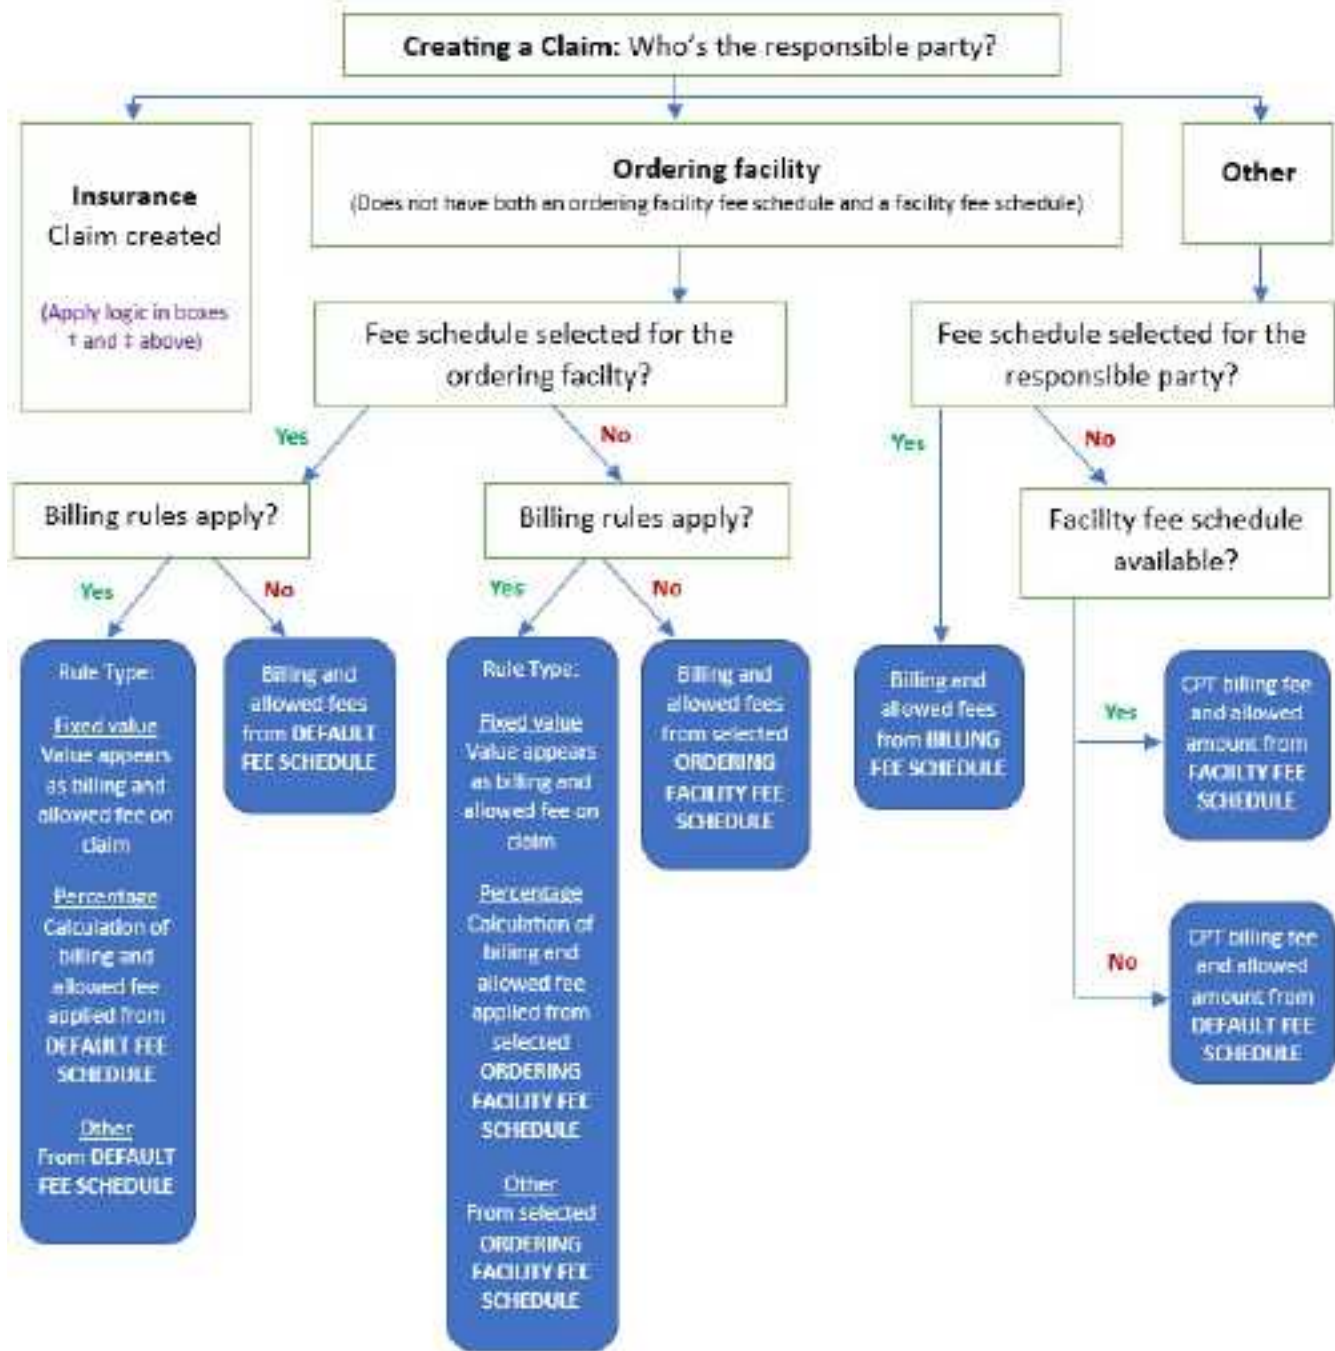 Creating a Claim: Who's the responsible party?
Insurance
Claim created
(Apply logic in boxes
† and ‡ above)
Ordering facility
(Does not have both an ordering facility fee schedule and a facility fee schedule)
Other
Fee schedule selected for the
ordering facilty?
Fee schedule selected for the
responsible party?
Yes
No
Yes
No
Billing rules apply?
Billing rules apply?
Facility fee schedule
available?
Yes
No
Yes
No
Rule Type:
Fixed value
Value appears
as billing and
allowed fee on
claim
Percentage
Calculation of
billing and
allowed fee
applied from
DEFAULT FEE
SCHEDULE
Other
From DEFAULT
FEE SCHEDULE
Billing and
allowed fees
from DEFAULT
FEE SCHEDULE
Rule Type:
Fixed value
Value appears
as billing and
allowed fee on
claim
Percentage
Calculation of
billing and
allowed fee
applied from
selected
ORDERING
FACILITY FEE
SCHEDULE
Other
From selected
ORDERING
FACILITY FEE
SCHEDULE
Billing and
allowed fees
from selected
ORDERING
FACILITY FEE
SCHEDULE
Billing and
allowed fees
from BILLING
FEE SCHEDULE
Yes
CPT billing fee
and allowed
amount from
FACILTY FEE
SCHEDULE
No
CPT billing fee
and allowed
amount from
DEFAULT FEE
SCHEDULE